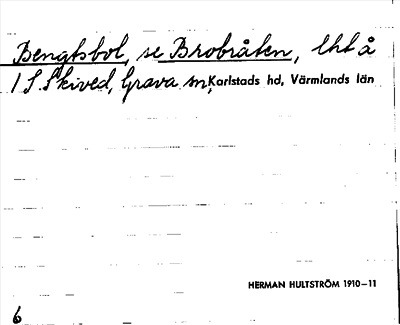 Bengtsbol, se Brobråten, lht å
1 S. Skived, Grava sn, Karlstads hd, Värmlands län
HERMAN HULTSTRÖM 1910–11
6